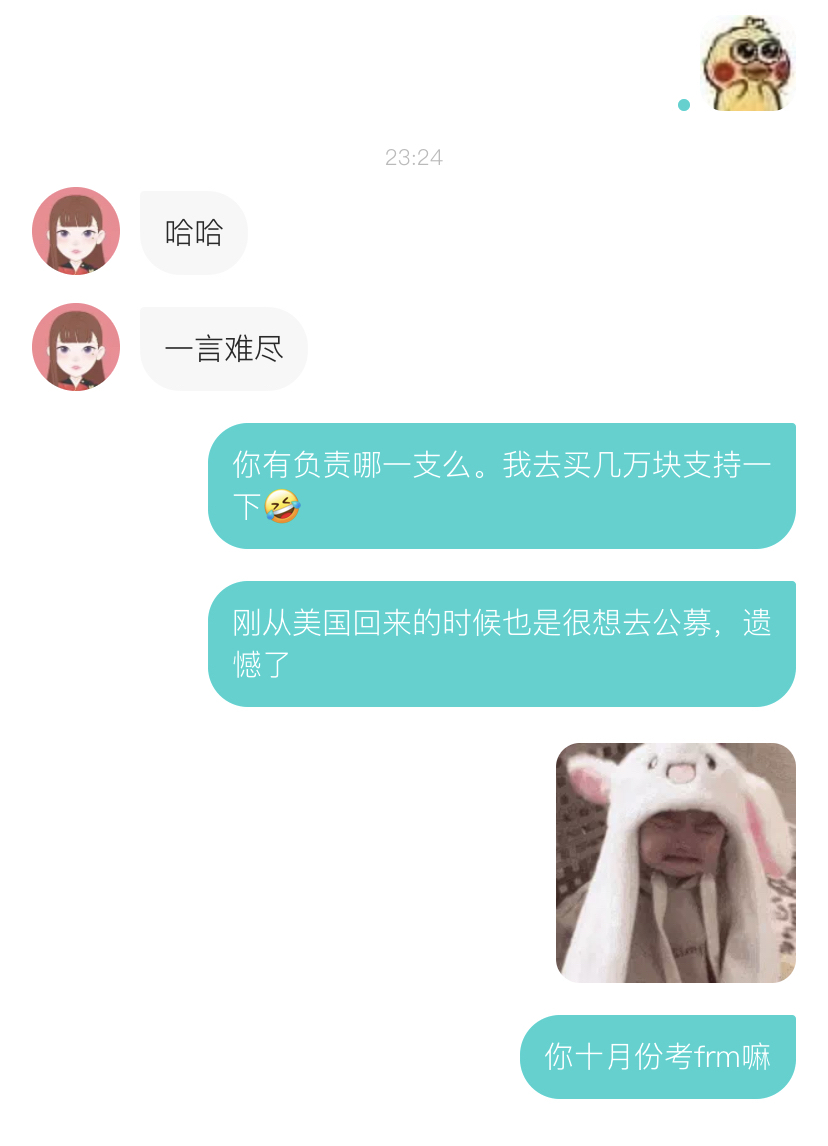 23:24
哈哈
一言难尽
你有负责哪一支么。我去买几万块支持一
下🤣
刚从美国回来的时候也是很想去公募，遗
憾了
你十月份考frm嘛